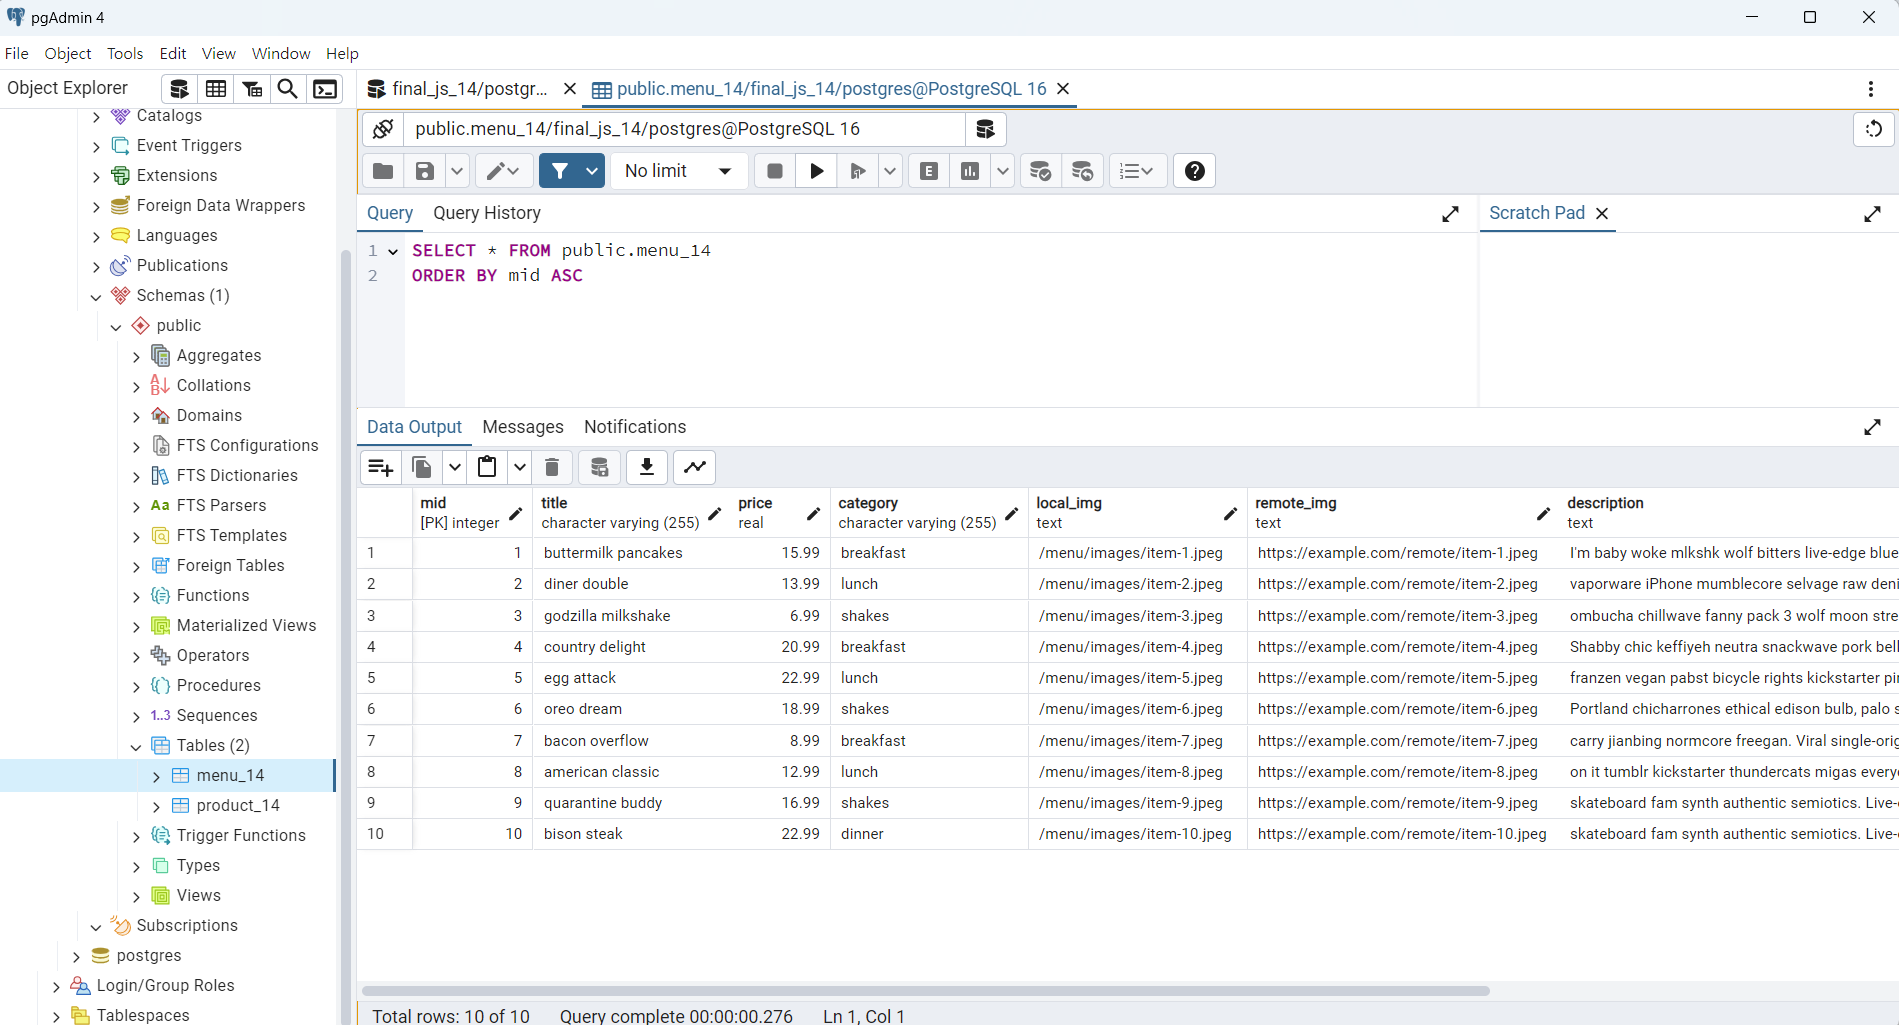 pgAdmin 4
File Object Tools Edit View Window Help
Object Explorer
final_js_14/postgr...
public.menu_14/final_js_14/postgres@PostgreSQL 16
Catalogs
Event Triggers
Extensions
Foreign Data Wrappers
Languages
Publications
Schemas (1)
public
Aggregates
Collations
Domains
FTS Configurations
FTS Dictionaries
Aa FTS Parsers
FTS Templates
Foreign Tables
Functions
Materialized Views
Operators
Procedures
1..3 Sequences
Tables (2)
menu_14
product_14
Trigger Functions
Types
Views
Subscriptions
postgres
Login/Group Roles
Tablespaces
public.menu_14/final_js_14/postgres@PostgreSQL 16
No limit
E
Query Query History
Scratch Pad
1 SELECT * FROM public.menu_14
2 ORDER BY mid ASC
Data Output Messages Notifications
mid title price category local_img remote_img description
[PK] integer character varying (255) real character varying (255) text text text
1 1 buttermilk pancakes 15.99 breakfast /menu/images/item-1.jpeg https://example.com/remote/item-1.jpeg I'm baby woke mlkshk wolf bitters live-edge blue
2 2 diner double 13.99 lunch /menu/images/item-2.jpeg https://example.com/remote/item-2.jpeg vaporware iPhone mumblecore selvage raw deni
3 3 godzilla milkshake 6.99 shakes /menu/images/item-3.jpeg https://example.com/remote/item-3.jpeg ombucha chillwave fanny pack 3 wolf moon stre
4 4 country delight 20.99 breakfast /menu/images/item-4.jpeg https://example.com/remote/item-4.jpeg Shabby chic keffiyeh neutra snackwave pork bell
5 5 egg attack 22.99 lunch /menu/images/item-5.jpeg https://example.com/remote/item-5.jpeg franzen vegan pabst bicycle rights kickstarter pi
6 6 oreo dream 18.99 shakes /menu/images/item-6.jpeg https://example.com/remote/item-6.jpeg Portland chicharrones ethical edison bulb, palo s
7 7 bacon overflow 8.99 breakfast /menu/images/item-7.jpeg https://example.com/remote/item-7.jpeg carry jianbing normcore freegan. Viral single-orig
8 8 american classic 12.99 lunch /menu/images/item-8.jpeg https://example.com/remote/item-8.jpeg on it tumblr kickstarter thundercats migas every
9 9 quarantine buddy 16.99 shakes /menu/images/item-9.jpeg https://example.com/remote/item-9.jpeg skateboard fam synth authentic semiotics. Live-
10 10 bison steak 22.99 dinner /menu/images/item-10.jpeg https://example.com/remote/item-10.jpeg skateboard fam synth authentic semiotics. Live-
Total rows: 10 of 10 Query complete 00:00:00.276 Ln 1, Col 1